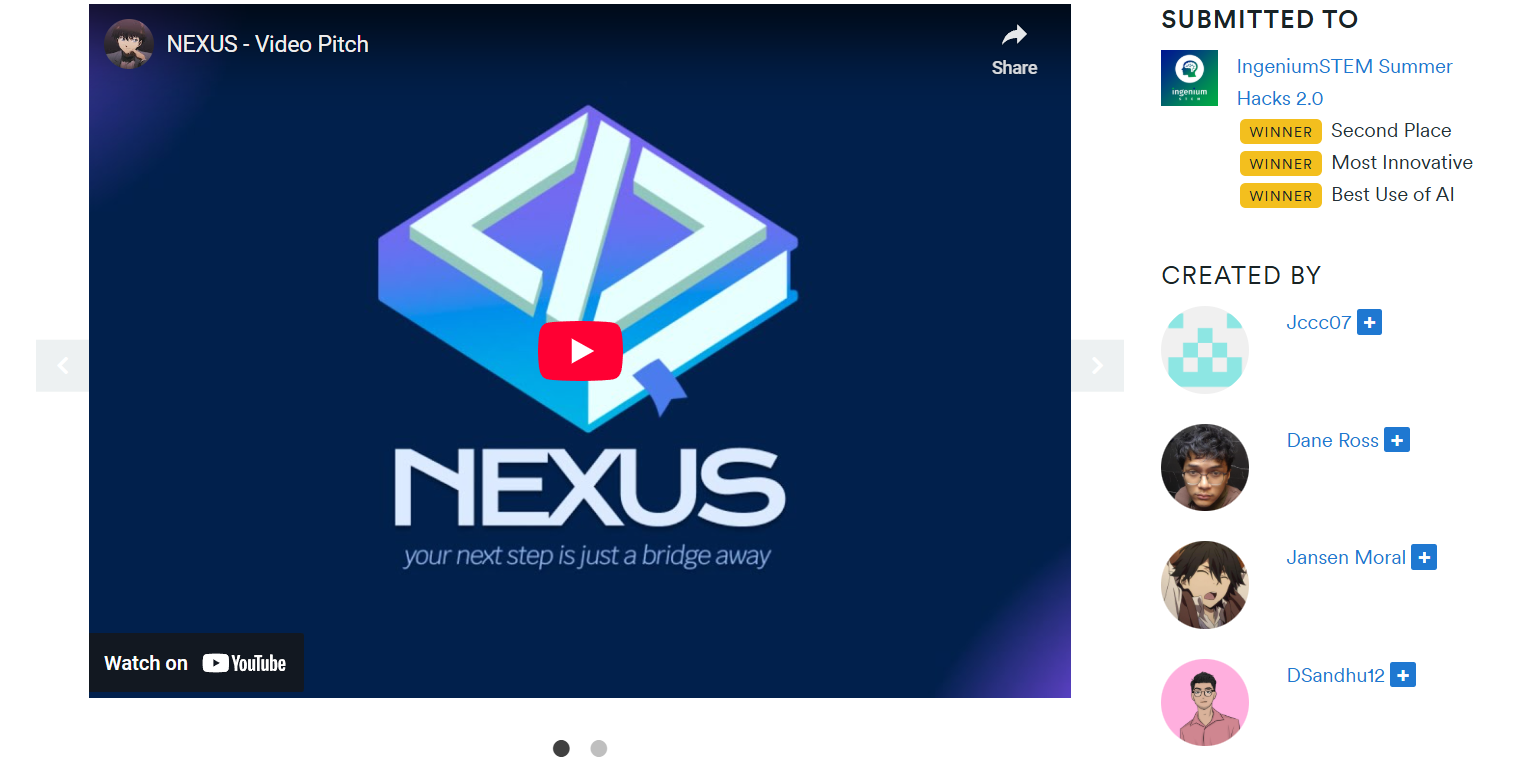 NEXUS - Video Pitch
Share
NEXUS
your next step is just a bridge away
Watch on YouTube
SUBMITTED TO
ingenium
STEM
IngeniumSTEM Summer
Hacks 2.0
WINNER Second Place
WINNER Most Innovative
WINNER Best Use of AI
CREATED BY
Jccc07
Dane Ross
Jansen Moral
DSandhu12